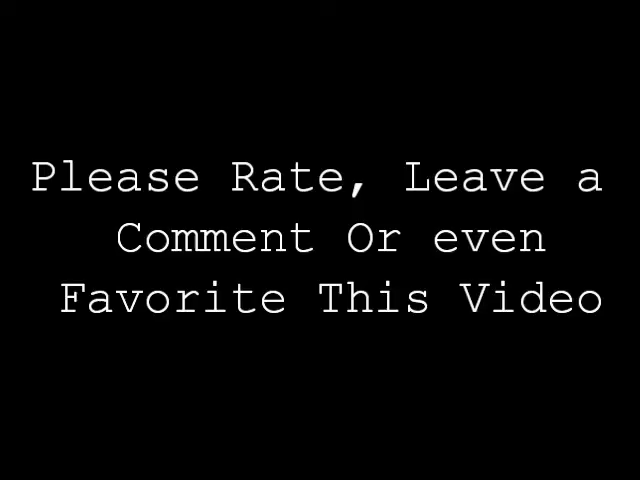 Please Rate, Leave a
Comment Or even
Favorite This Video